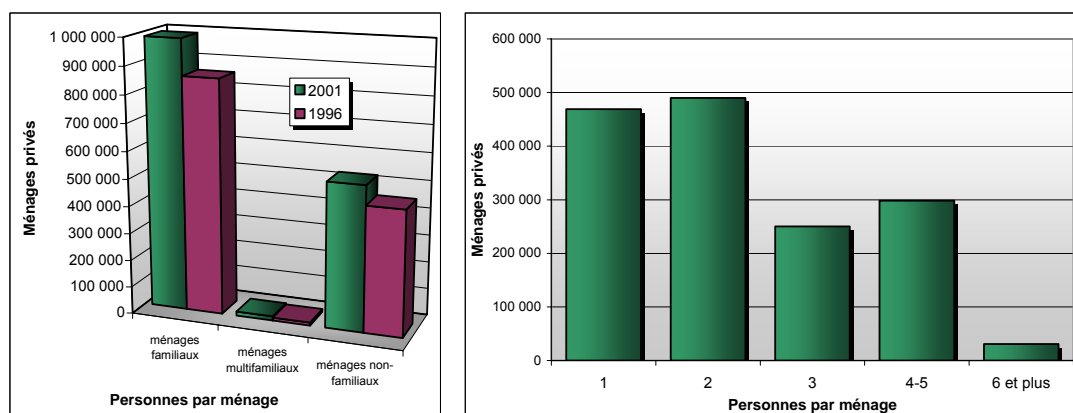 1 000 000
900 000
800 000
700 000
600 000
500 000
400 000
300 000
200 000
100 000
0
Ménages privés
2001
1996
ménages
familiaux
ménages
multifamiliaux
ménages non-
familiaux
Personnes par ménage
600 000
500 000
400 000
300 000
200 000
100 000
0
Ménages privés
1 2 3 4-5 6 et plus
Personnes par ménage